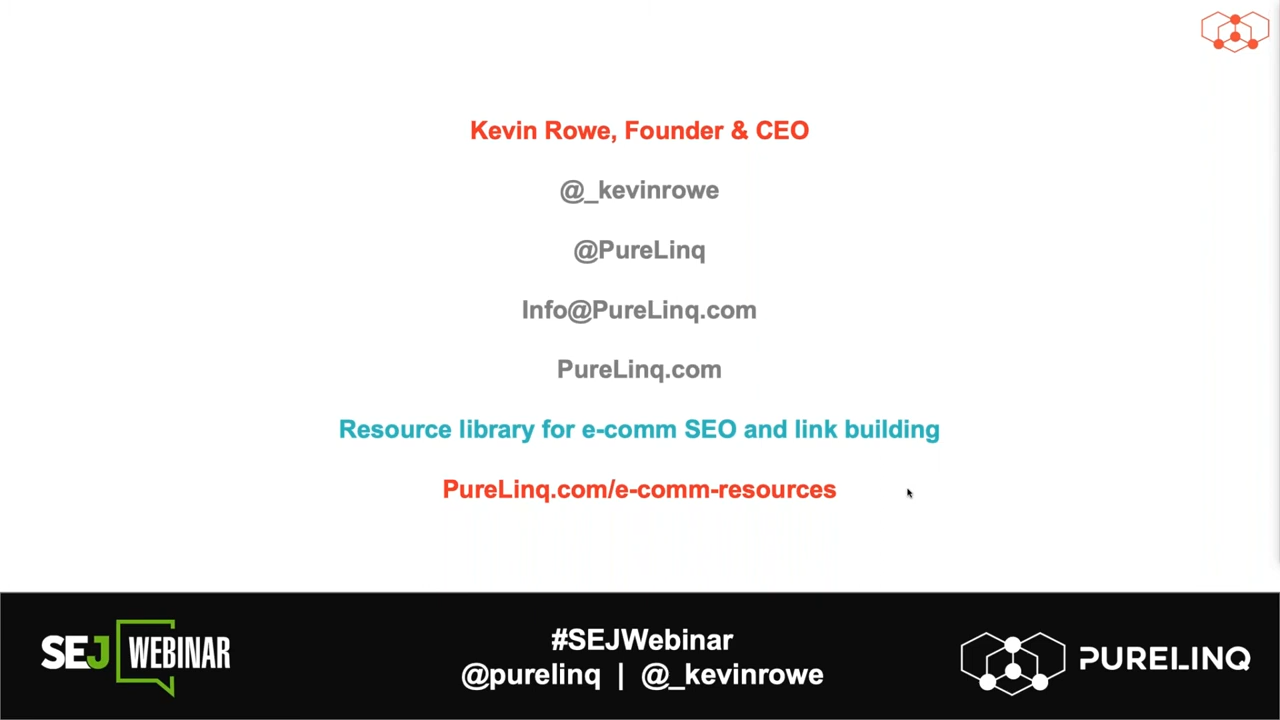 Kevin Rowe, Founder & CEO
@_kevinrowe
@PureLinq
Info@PureLinq.com
PureLinq.com
Resource library for e-comm SEO and link building
PureLinq.com/e-comm-resources
SEJ WEBINAR
#SEJWebinar
@purelinq | @_kevinrowe
PURELINQ